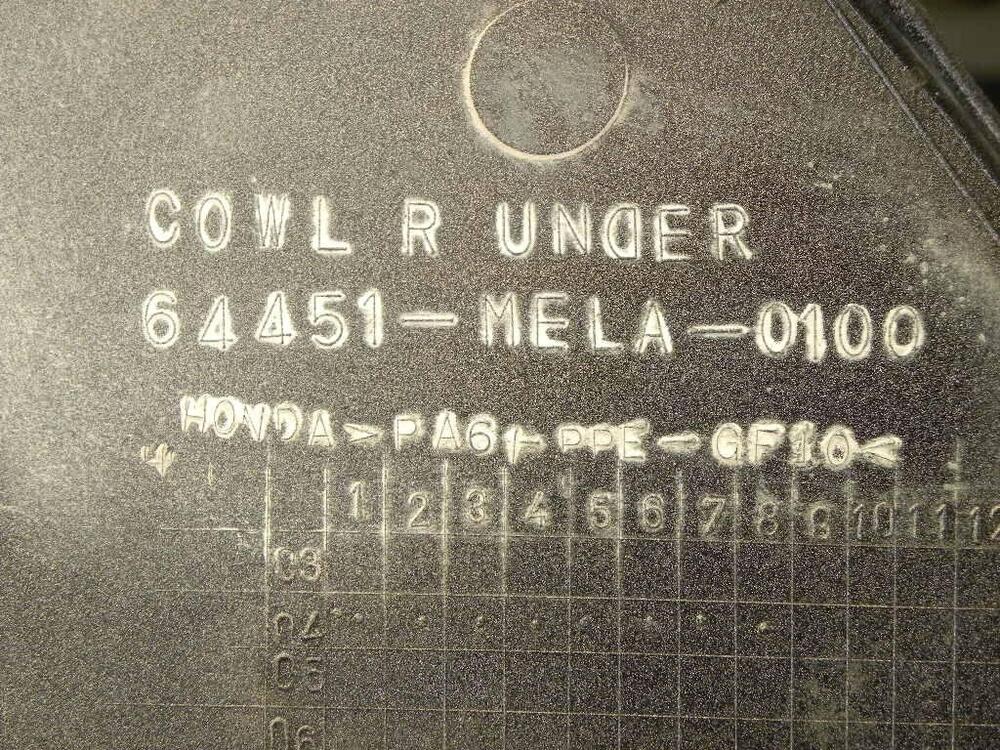 COWL R UNDER
64451-MELA-0100
HONDA >PA6+PPE-GF10<
1 2 3 4 5 6 7 8 9 10 11 12
03
04
05
06